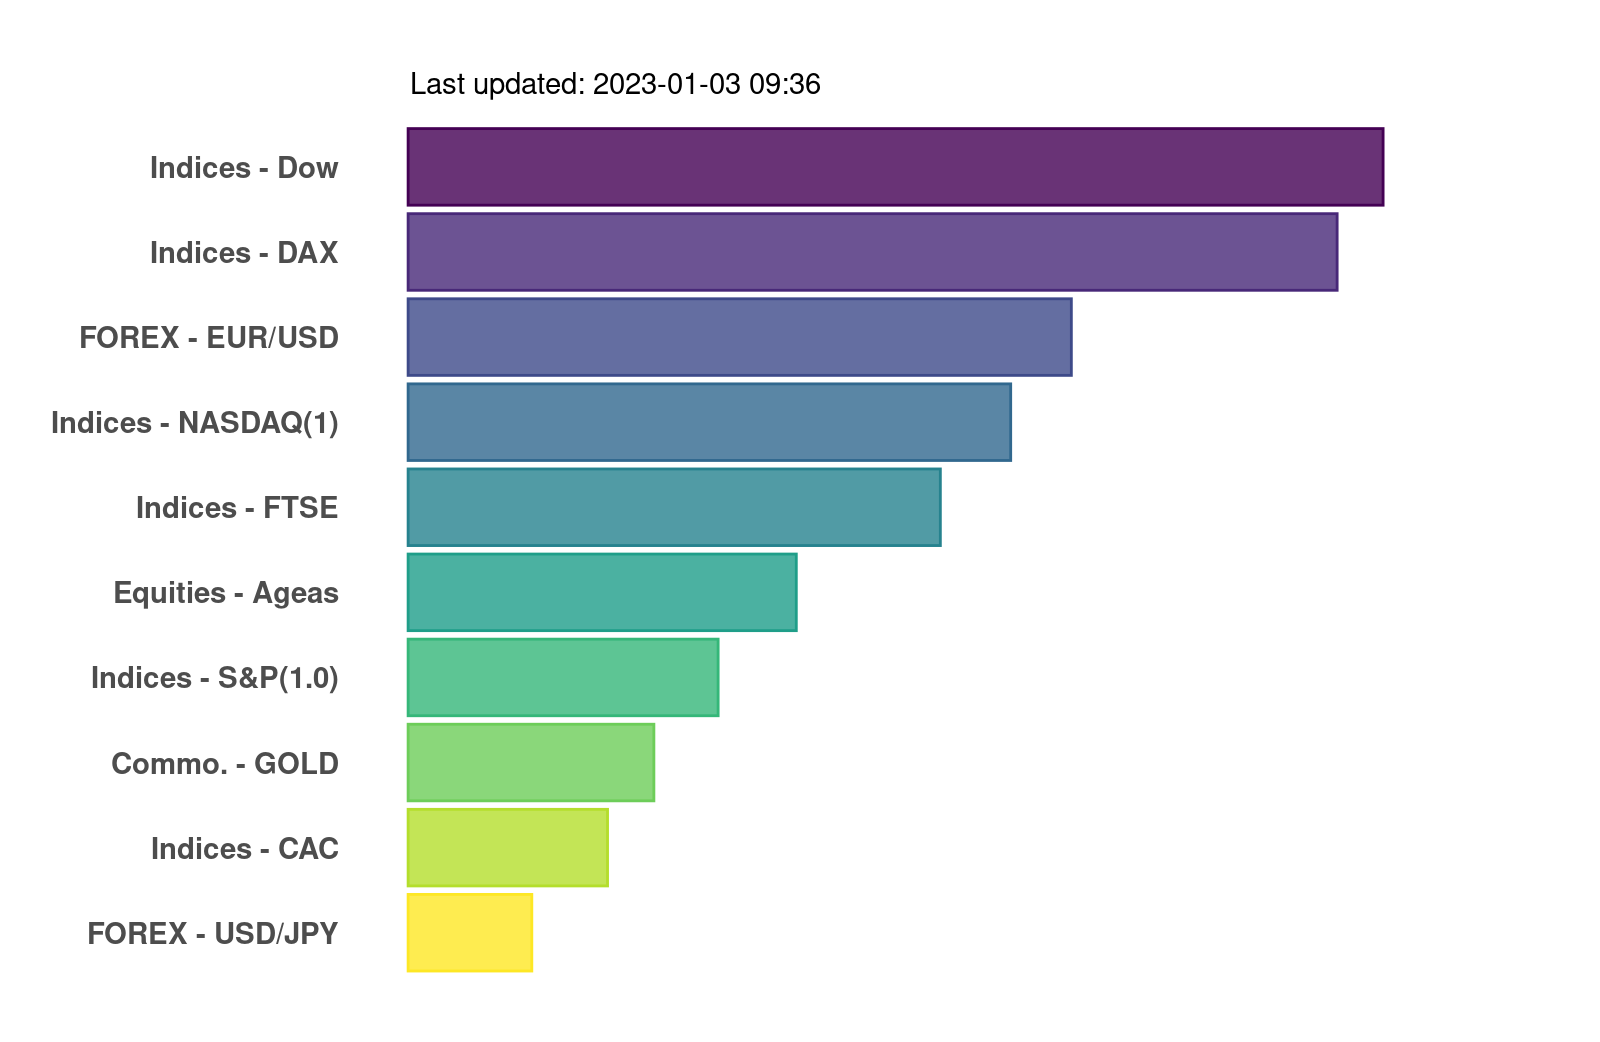 Last updated: 2023-01-03 09:36
Indices - Dow
Indices - DAX
FOREX - EUR/USD
Indices - NASDAQ(1)
Indices - FTSE
Equities - Ageas
Indices - S&P(1.0)
Commo. - GOLD
Indices - CAC
FOREX - USD/JPY